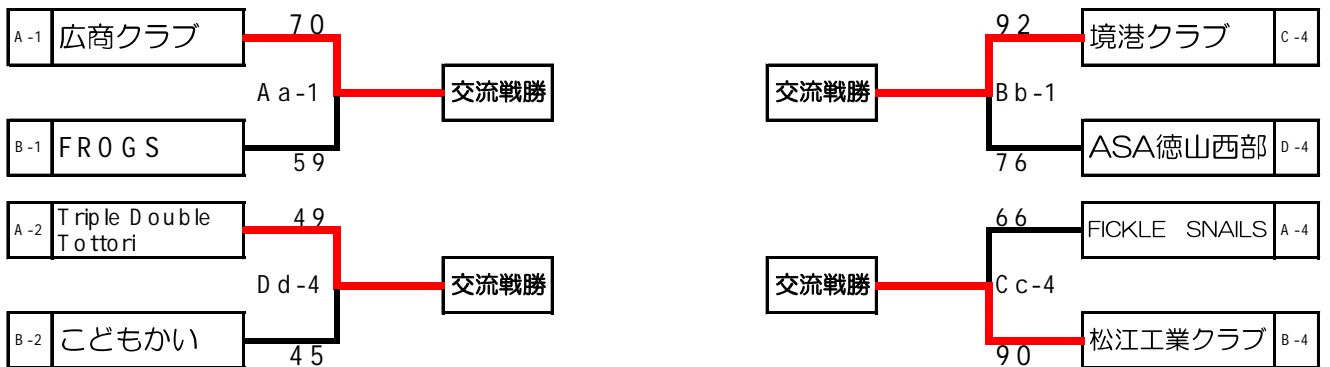 A-1 広商クラブ
70
Aa-1
交流戦勝
B-1 FROGS
59
A-2 Triple Double
Tottori
49
Dd-4
交流戦勝
B-2 こどもかい
45
92
境港クラブ C-4
交流戦勝
Bb-1
ASA徳山西部 D-4
76
66
FICKLE SNAILS A-4
交流戦勝
Cc-4
松江工業クラブ B-4
90